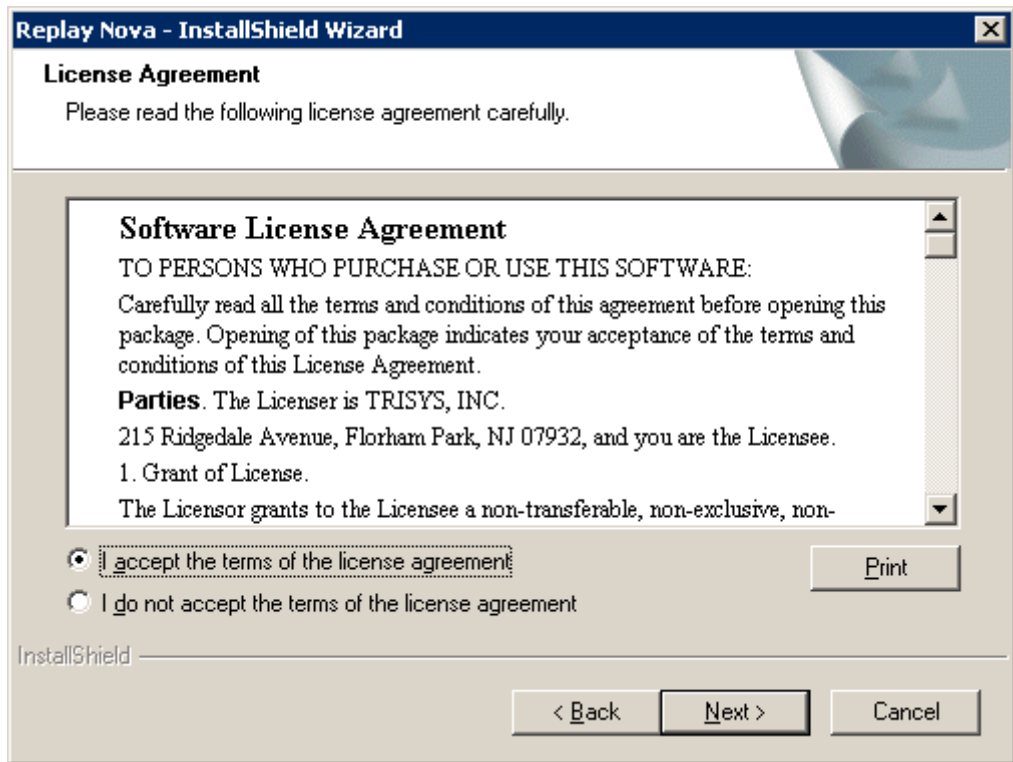 Replay Nova - InstallShield Wizard
License Agreement
Please read the following license agreement carefully.
Software License Agreement
TO PERSONS WHO PURCHASE OR USE THIS SOFTWARE:
Carefully read all the terms and conditions of this agreement before opening this
package. Opening of this package indicates your acceptance of the terms and
conditions of this License Agreement.
Parties. The Licenser is TRISYS, INC.
215 Ridgedale Avenue, Florham Park, NJ 07932, and you are the Licensee.
1. Grant of License.
The Licensor grants to the Licensee a non-transferable, non-exclusive, non-
I accept the terms of the license agreement
Print
I do not accept the terms of the license agreement
InstallShield
< Back
Next >
Cancel